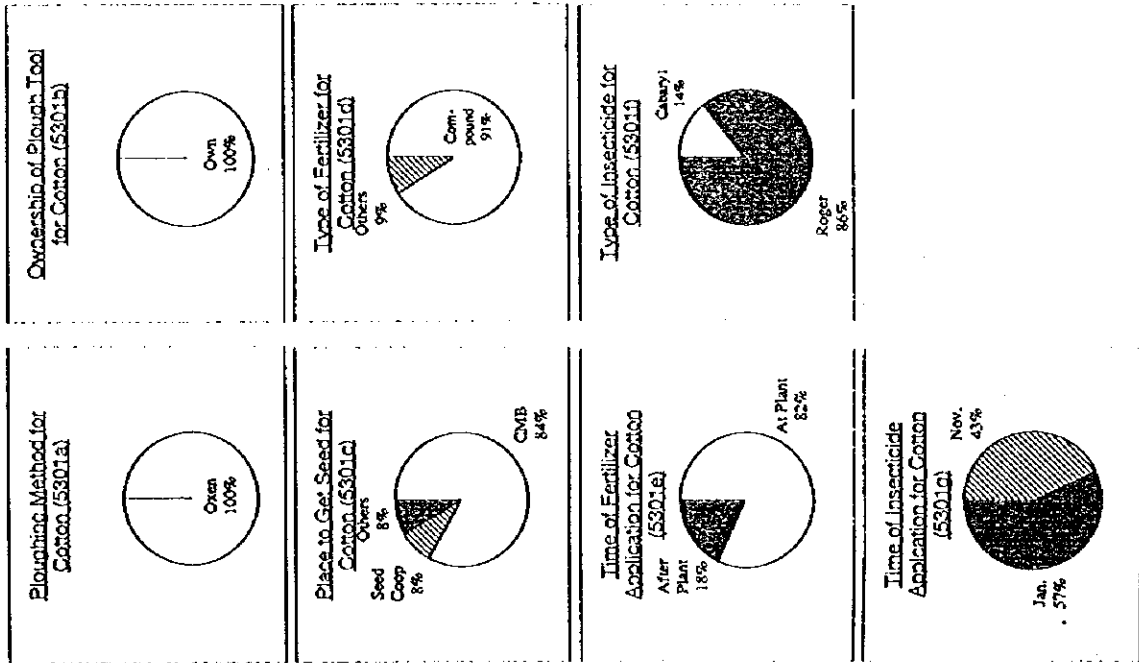 Ploughing Method for
Cotton (5301a)
Oxen
100%
Ownership of Plough Tool
for Cotton (5301b)
Own
100%
Place to Get Seed for
Cotton (5301c)
Others
8%
Seed
Coop
8%
CMB
84%
Type of Fertilizer for
Cotton (5301d)
Others
9%
Com-
pound
91%
Time of Fertilizer
Application for Cotton
(5301e)
After
Plant
18%
At Plant
82%
Type of Insecticide for
Cotton (5301f)
Cabaryl
14%
Roger
86%
Time of Insecticide
Application for Cotton
(5301g)
Nov.
43%
Jan.
57%